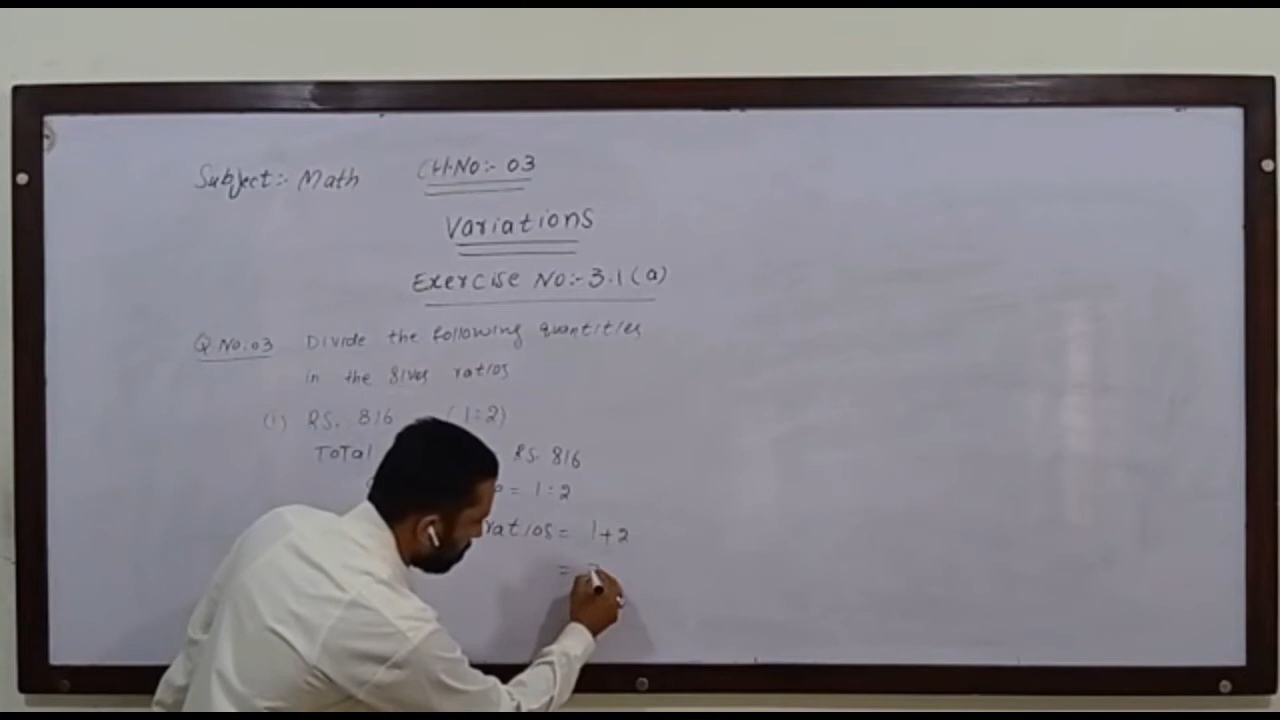 Subject:- Math CH.No:- 03
Variations
Exercise No:- 3.1(a)
Q.No:03 Divide the following quantities
in the given ratios
(i) RS. 816 (1:2)
Total RS. 816
= 1:2
ratios = 1+2
=